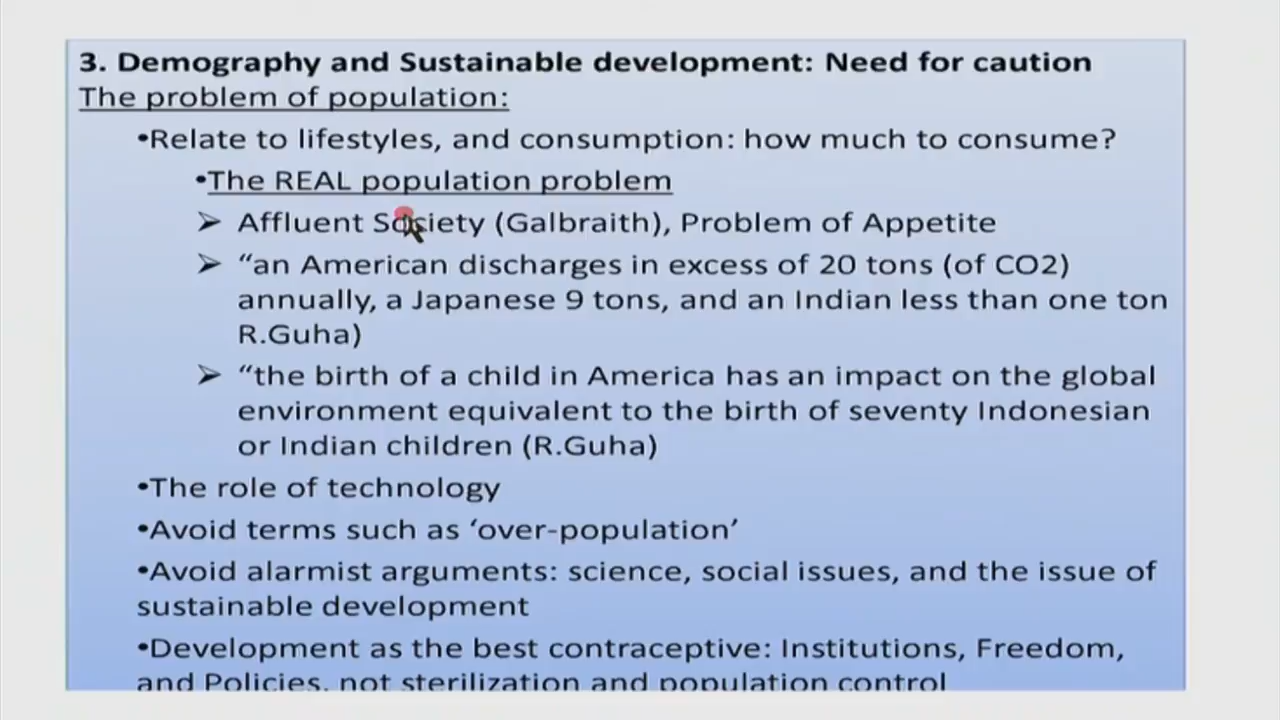 3. Demography and Sustainable development: Need for caution
The problem of population:
•Relate to lifestyles, and consumption: how much to consume?
•The REAL population problem
➢ Affluent Society (Galbraith), Problem of Appetite
➢ “an American discharges in excess of 20 tons (of CO2)
annually, a Japanese 9 tons, and an Indian less than one ton
R.Guha)
➢ “the birth of a child in America has an impact on the global
environment equivalent to the birth of seventy Indonesian
or Indian children (R.Guha)
•The role of technology
•Avoid terms such as ‘over-population’
•Avoid alarmist arguments: science, social issues, and the issue of
sustainable development
•Development as the best contraceptive: Institutions, Freedom,
and Policies, not sterilization and population control